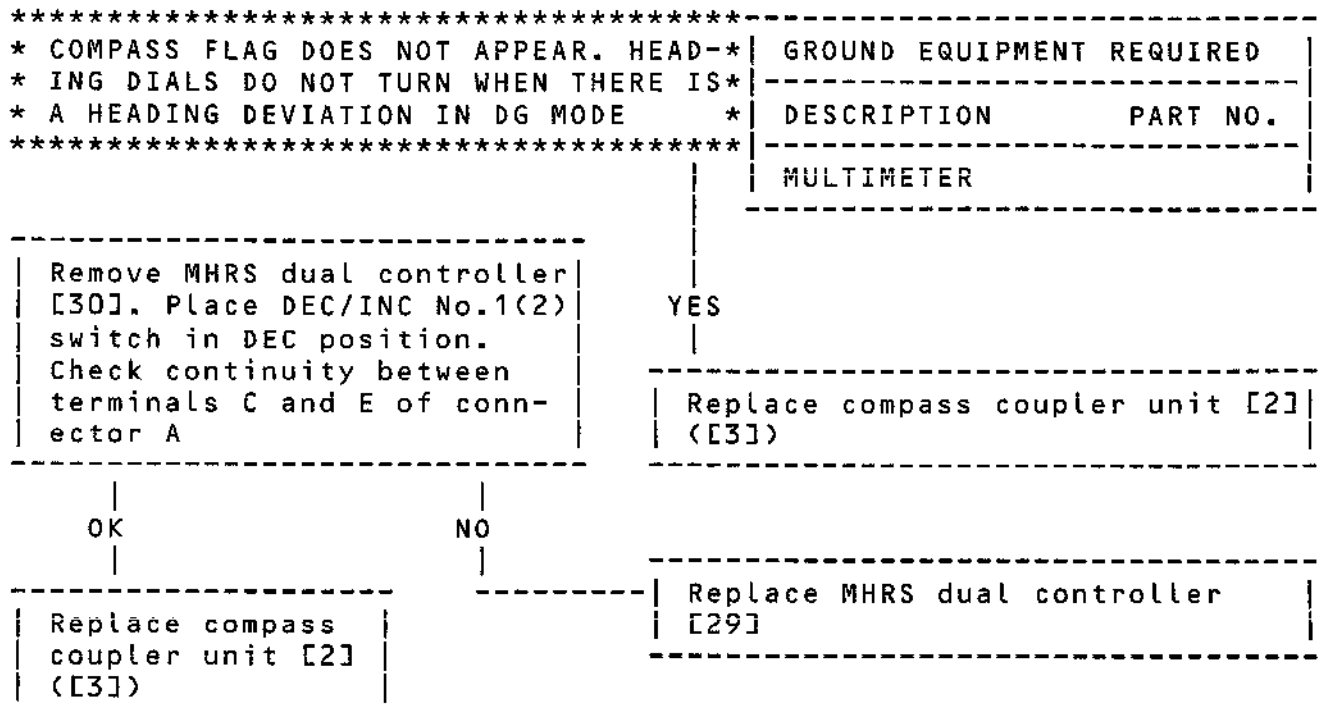 * COMPASS FLAG DOES NOT APPEAR. HEAD-*
* ING DIALS DO NOT TURN WHEN THERE IS*
* A HEADING DEVIATION IN DG MODE *
GROUND EQUIPMENT REQUIRED
DESCRIPTION PART NO.
MULTIMETER
Remove MHRS dual controller
[30]. Place DEC/INC No.1(2)
switch in DEC position.
Check continuity between
terminals C and E of conn-
ector A
YES
Replace compass coupler unit [2]
([3])
OK
NO
Replace MHRS dual controller
[29]
Replace compass
coupler unit [2]
([3])